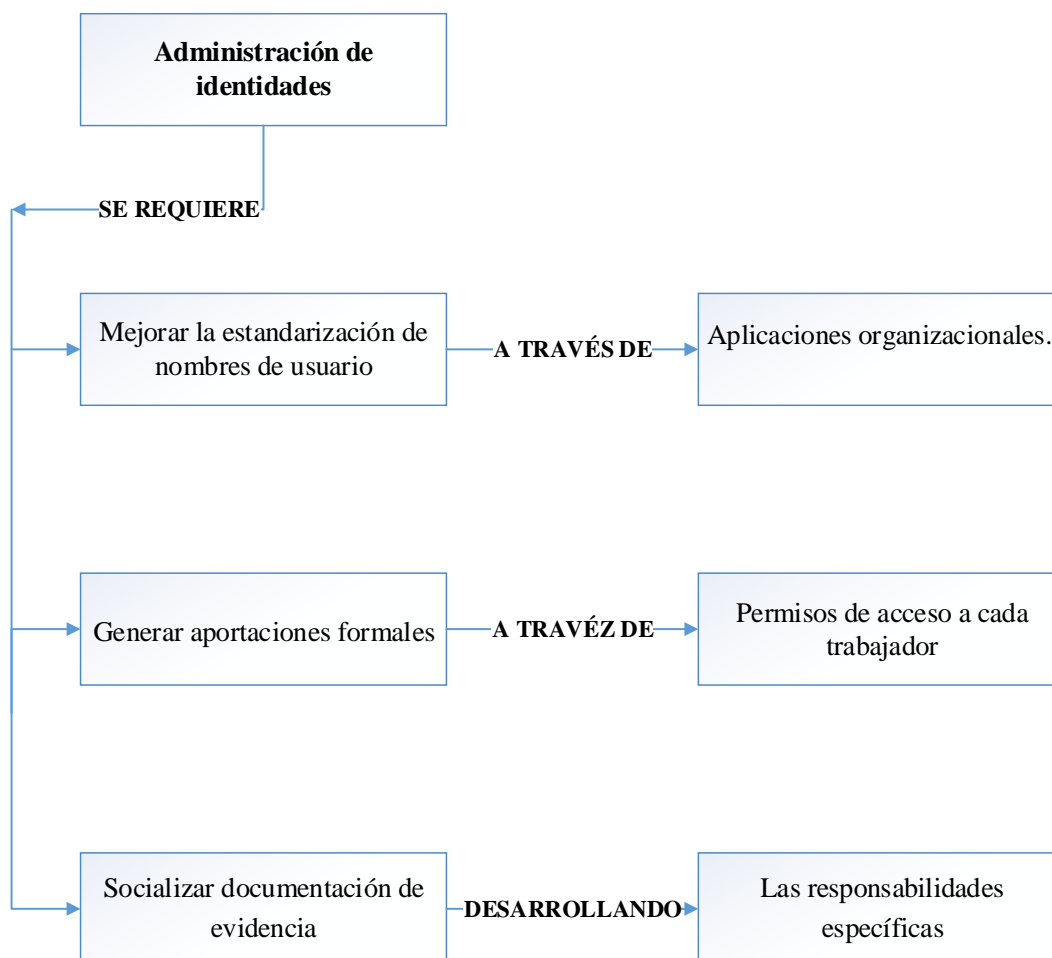 Administración de
identidades
SE REQUIERE
Mejorar la estandarización de
nombres de usuario
A TRAVÉS DE
Aplicaciones organizacionales.
Generar aportaciones formales
A TRAVÉZ DE
Permisos de acceso a cada
trabajador
Socializar documentación de
evidencia
DESARROLLANDO
Las responsabilidades
específicas